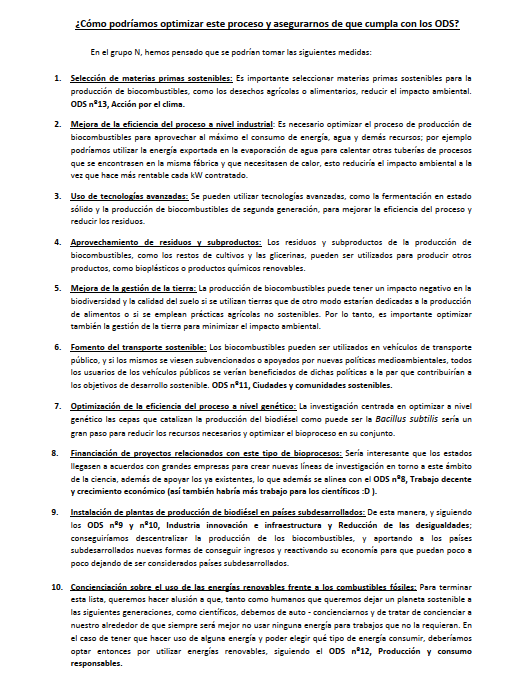 ¿Cómo podríamos optimizar este proceso y asegurarnos de que cumpla con los ODS?
En el grupo N, hemos pensado que se podrían tomar las siguientes medidas:
1. Selección de materias primas sostenibles: Es importante seleccionar materias primas sostenibles para la
producción de biocombustibles, como los desechos agrícolas o alimentarios, reducir el impacto ambiental.
ODS nº13, Acción por el clima.
2. Mejora de la eficiencia del proceso a nivel industrial: Es necesario optimizar el proceso de producción de
biocombustibles para aprovechar al máximo el consumo de energía, agua y demás recursos; por ejemplo
podríamos utilizar la energía exportada en la evaporación de agua para calentar otras tuberías de procesos
que se encontrasen en la misma fábrica y que necesitasen de calor, esto reduciría el impacto ambiental a la
vez que hace más rentable cada kW contratado.
3. Uso de tecnologías avanzadas: Se pueden utilizar tecnologías avanzadas, como la fermentación en estado
sólido y la producción de biocombustibles de segunda generación, para mejorar la eficiencia del proceso y
reducir los residuos.
4. Aprovechamiento de residuos y subproductos: Los residuos y subproductos de la producción de
biocombustibles, como los restos de cultivos y las glicerinas, pueden ser utilizados para producir otros
productos, como bioplásticos o productos químicos renovables.
5. Mejora de la gestión de la tierra: La producción de biocombustibles puede tener un impacto negativo en la
biodiversidad y la calidad del suelo si se utilizan tierras que de otro modo estarían dedicadas a la producción
de alimentos o si se emplean prácticas agrícolas no sostenibles. Por lo tanto, es importante optimizar
también la gestión de la tierra para minimizar el impacto ambiental.
6. Fomento del transporte sostenible: Los biocombustibles pueden ser utilizados en vehículos de transporte
público, y si los mismos se viesen subvencionados o apoyados por nuevas políticas medioambientales, todos
los usuarios de los vehículos públicos se verían beneficiados de dichas políticas a la par que contribuirían a
los objetivos de desarrollo sostenible. ODS nº11, Ciudades y comunidades sostenibles.
7. Optimización de la eficiencia del proceso a nivel genético: La investigación centrada en optimizar a nivel
genético las cepas que catalizan la producción del biodiésel como puede ser la Bacillus subtilis sería un
gran paso para reducir los recursos necesarios y optimizar el bioproceso en su conjunto.
8. Financiación de proyectos relacionados con este tipo de bioprocesos: Sería interesante que los estados
llegasen a acuerdos con grandes empresas para crear nuevas líneas de investigación en torno a este ámbito
de la ciencia, además de apoyar los ya existentes, lo que además se alinea con el ODS nº8, Trabajo decente
y crecimiento económico (así también habría más trabajo para los científicos :D ).
9. Instalación de plantas de producción de biodiésel en países subdesarrollados: De esta manera, y siguiendo
los ODS nº9 y nº10, Industria innovación e infraestructura y Reducción de las desigualdades;
conseguiríamos descentralizar la producción de los biocombustibles, y aportando a los países
subdesarrollados nuevas formas de conseguir ingresos y reactivando su economía para que puedan poco a
poco dejando de ser considerados países subdesarrollados.
10. Concienciación sobre el uso de las energías renovables frente a los combustibles fósiles: Para terminar
esta lista, queremos hacer alusión a que, tanto como humanos que queremos dejar un planeta sostenible a
las siguientes generaciones, como científicos, debemos de auto - concienciarnos y de tratar de concienciar a
nuestro alrededor de que siempre será mejor no usar ninguna energía para trabajos que no la requieran. En
el caso de tener que hacer uso de alguna energía y poder elegir qué tipo de energía consumir, deberíamos
optar entonces por utilizar energías renovables, siguiendo el ODS nº12, Producción y consumo
responsables.